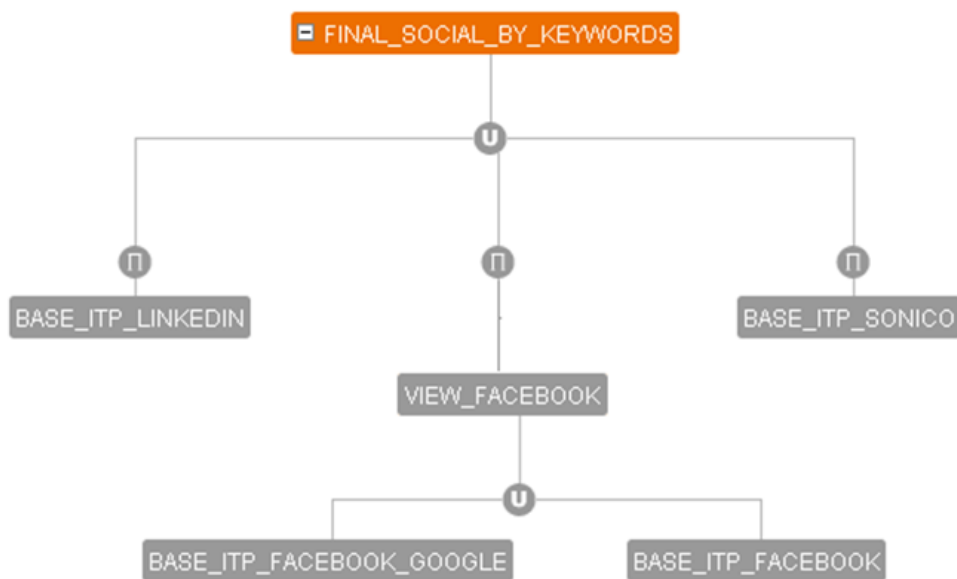 FINAL_SOCIAL_BY_KEYWORDS
U
∏ ∏ ∏
BASE_ITP_LINKEDIN
BASE_ITP_SONICO
VIEW_FACEBOOK
U
BASE_ITP_FACEBOOK_GOOGLE
BASE_ITP_FACEBOOK